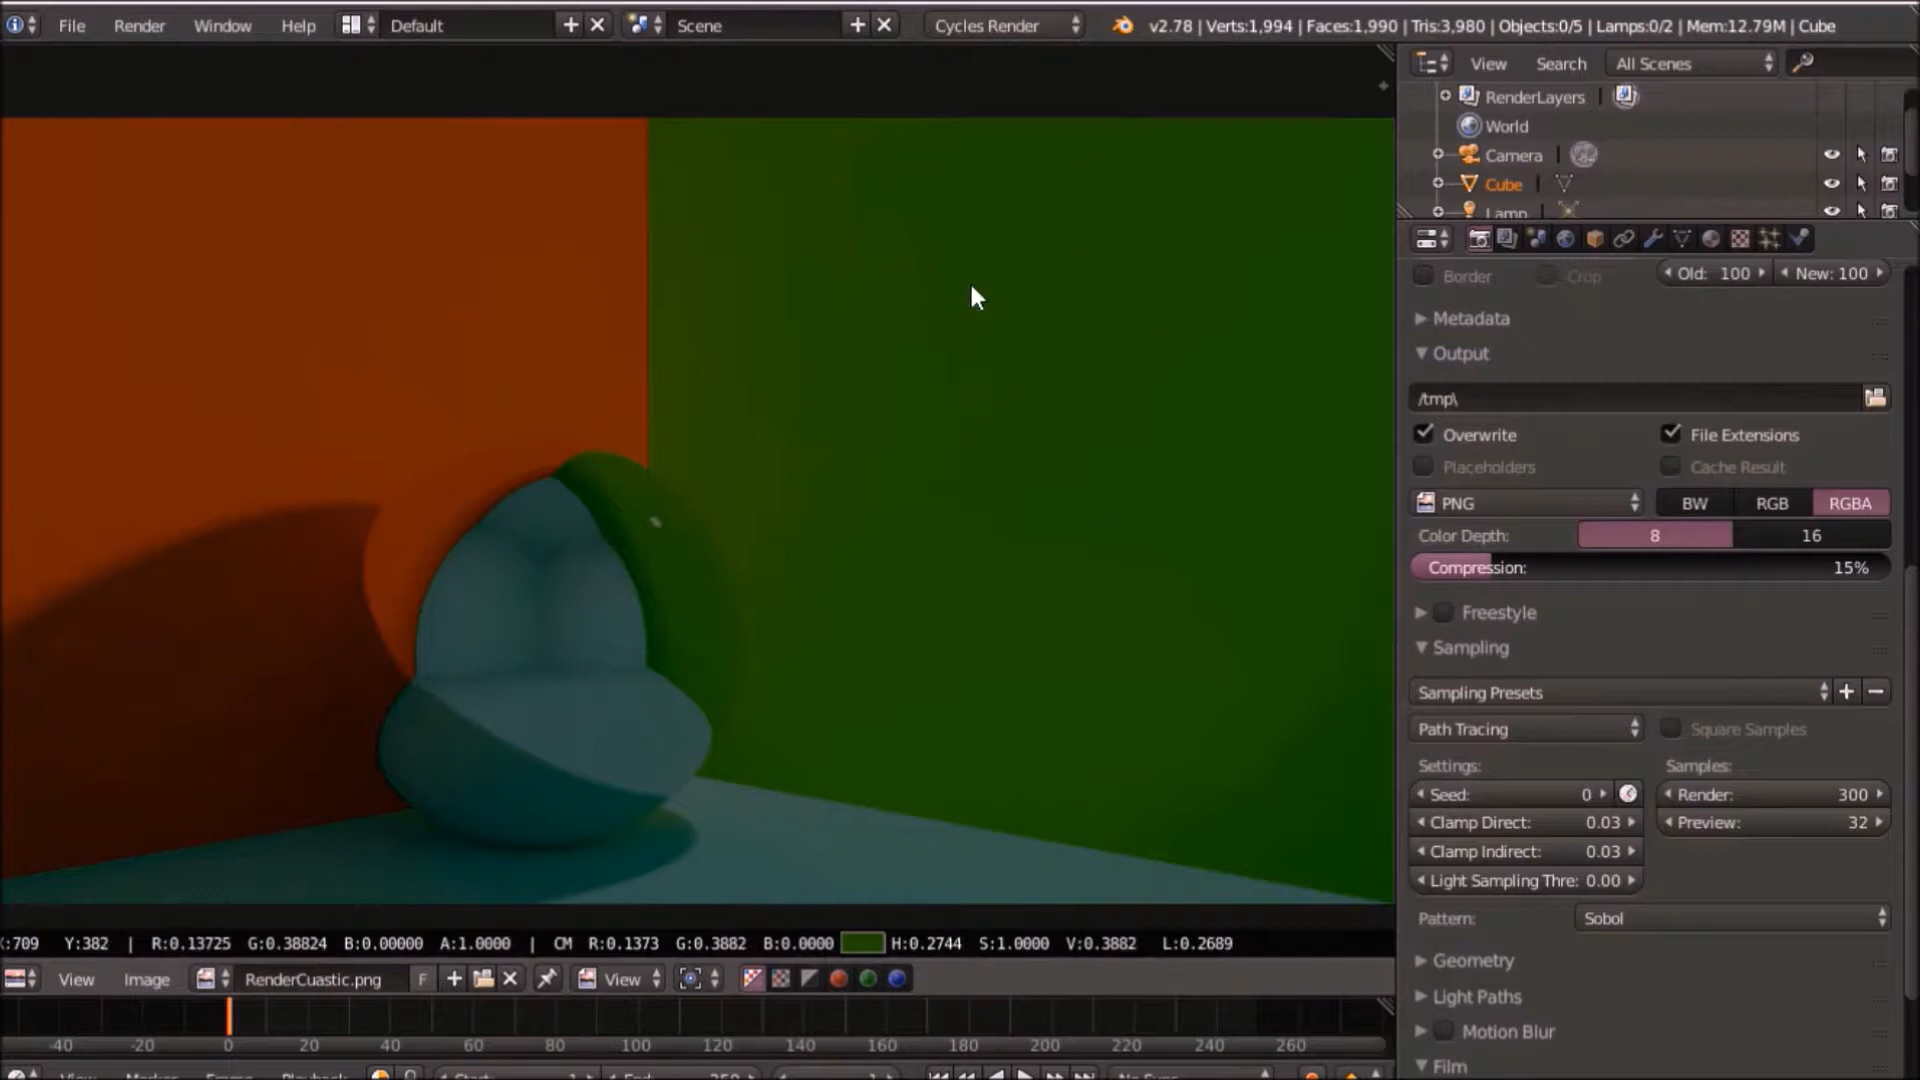 File Render Window Help Default Scene Cycles Render v2.78 | Verts:1,994 | Faces:1,990 | Tris:3,980 | Objects:0/5 | Lamps:0/2 | Mem:12.79M | Cube
View Search All Scenes
RenderLayers
World
Camera
Cube
Lamp
Border Crop Old: 100 New: 100
Metadata
Output
/tmp\
Overwrite File Extensions
Placeholders Cache Result
PNG BW RGB RGBA
Color Depth: 8 16
Compression: 15%
Freestyle
Sampling
Sampling Presets
Path Tracing Square Samples
Settings: Samples:
Seed: 0 Render: 300
Clamp Direct: 0.03 Preview: 32
Clamp Indirect: 0.03
Light Sampling Thre: 0.00
Pattern: Sobol
Geometry
Light Paths
Motion Blur
Film
X:709 Y:382 | R:0.13725 G:0.38824 B:0.00000 A:1.0000 | CM R:0.1373 G:0.3882 B:0.0000 H:0.2744 S:1.0000 V:0.3882 L:0.2689
View Image RenderCuastic.png F View
-40 -20 0 20 40 60 80 100 120 140 160 180 200 220 240 260